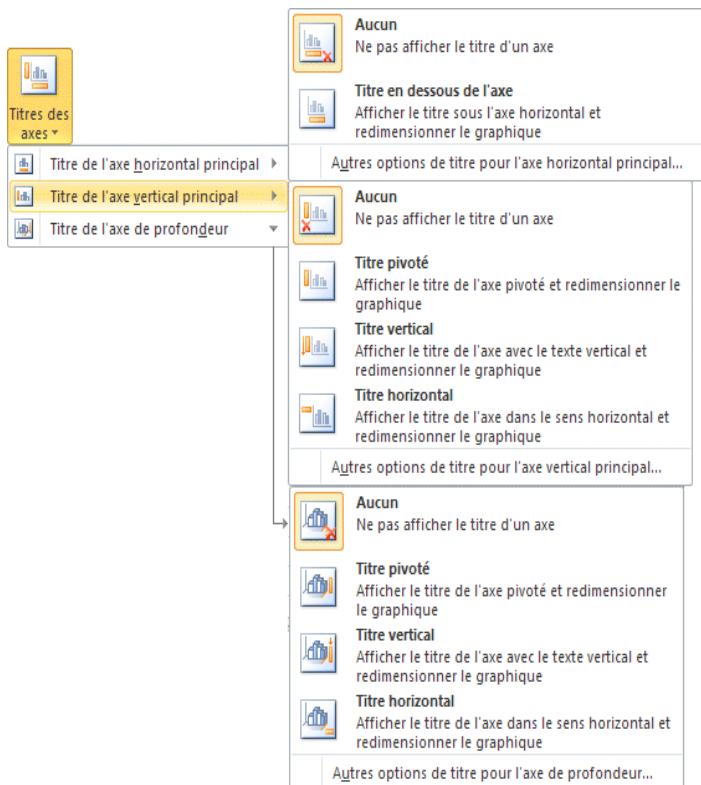 Titres des
axes
Titre de l'axe horizontal principal
Titre de l'axe vertical principal
Titre de l'axe de profondeur
Aucun
Ne pas afficher le titre d'un axe
Titre en dessous de l'axe
Afficher le titre sous l'axe horizontal et
redimensionner le graphique
Autres options de titre pour l'axe horizontal principal...
Aucun
Ne pas afficher le titre d'un axe
Titre pivoté
Afficher le titre de l'axe pivoté et redimensionner le
graphique
Titre vertical
Afficher le titre de l'axe avec le texte vertical et
redimensionner le graphique
Titre horizontal
Afficher le titre de l'axe dans le sens horizontal et
redimensionner le graphique
Autres options de titre pour l'axe vertical principal...
Aucun
Ne pas afficher le titre d'un axe
Titre pivoté
Afficher le titre de l'axe pivoté et redimensionner
le graphique
Titre vertical
Afficher le titre de l'axe avec le texte vertical et
redimensionner le graphique
Titre horizontal
Afficher le titre de l'axe dans le sens horizontal et
redimensionner le graphique
Autres options de titre pour l'axe de profondeur...